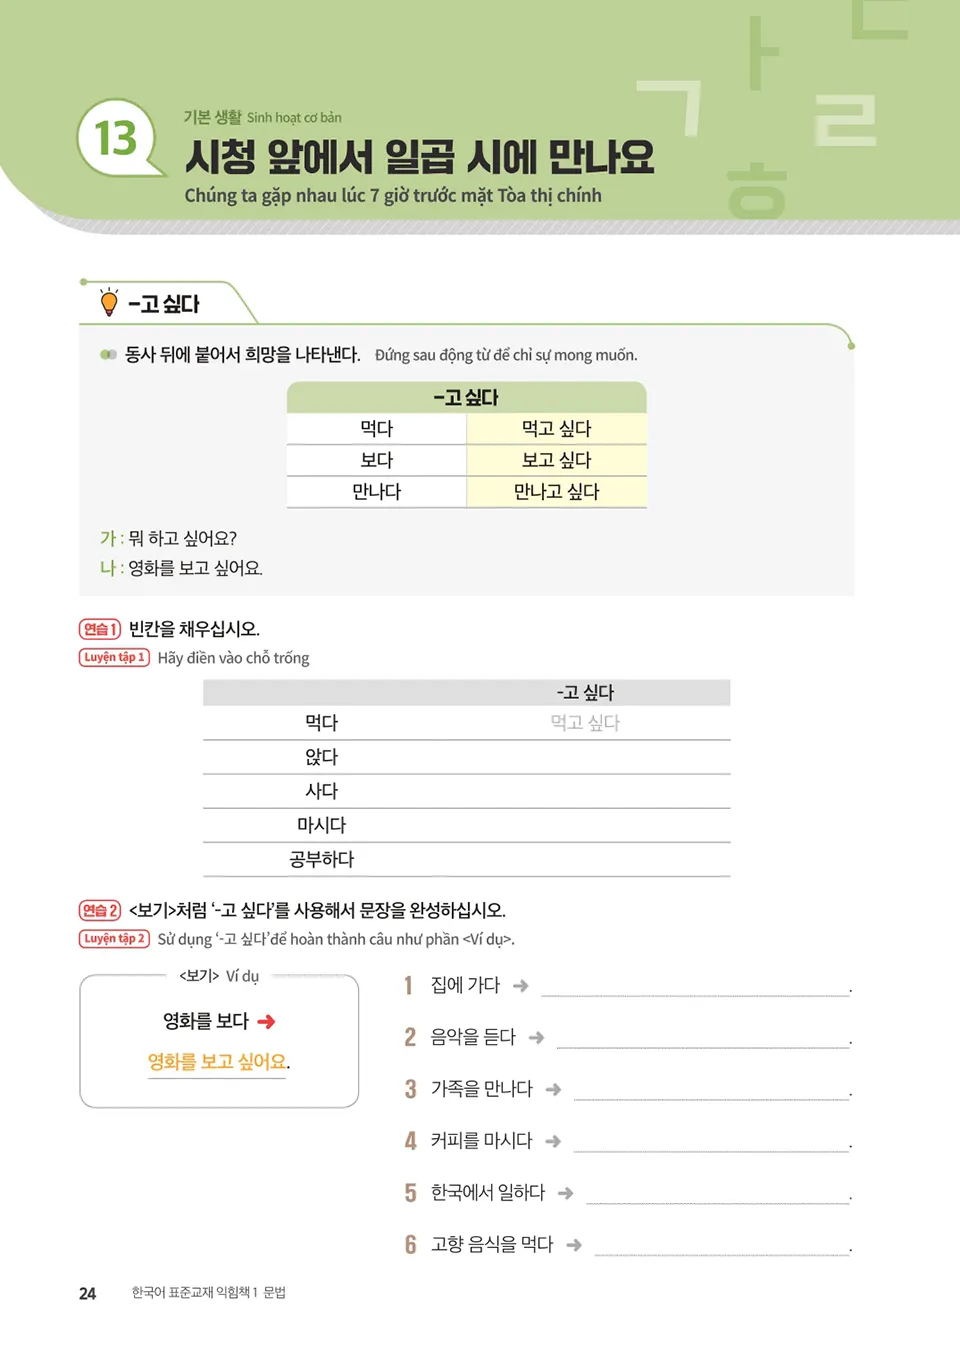 13
기본 생활 Sinh hoạt cơ bản
시청 앞에서 일곱 시에 만나요
Chúng ta gặp nhau lúc 7 giờ trước mặt Tòa thị chính
ㄱ ㅏ ㄹ ㄷ ㅎ
-고 싶다
동사 뒤에 붙어서 희망을 나타낸다. Đứng sau động từ để chỉ sự mong muốn.
-고 싶다
먹다 먹고 싶다
보다 보고 싶다
만나다 만나고 싶다
가 : 뭐 하고 싶어요?
나 : 영화를 보고 싶어요.
연습 1 빈칸을 채우십시오.
Luyện tập 1 Hãy điền vào chỗ trống
-고 싶다
먹다 먹고 싶다
앉다
사다
마시다
공부하다
연습 2 <보기>처럼 ‘-고 싶다’를 사용해서 문장을 완성하십시오.
Luyện tập 2 Sử dụng ‘-고 싶다’để hoàn thành câu như phần <Ví dụ>.
<보기> Ví dụ
영화를 보다 ➜
영화를 보고 싶어요.
1 집에 가다 ➜ .
2 음악을 듣다 ➜ .
3 가족을 만나다 ➜ .
4 커피를 마시다 ➜ .
5 한국에서 일하다 ➜ .
6 고향 음식을 먹다 ➜ .
24 한국어 표준교재 익힘책 1 문법